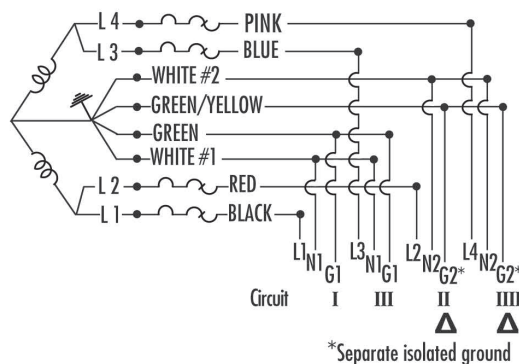 L 4 PINK
L 3 BLUE
WHITE #2
GREEN/YELLOW
GREEN
WHITE #1
L 2 RED
L 1 BLACK
L1 N1 G1 L3 N1 G1 L2 N2 G2* L4 N2 G2*
Circuit I III II IIII
Δ Δ
*Separate isolated ground